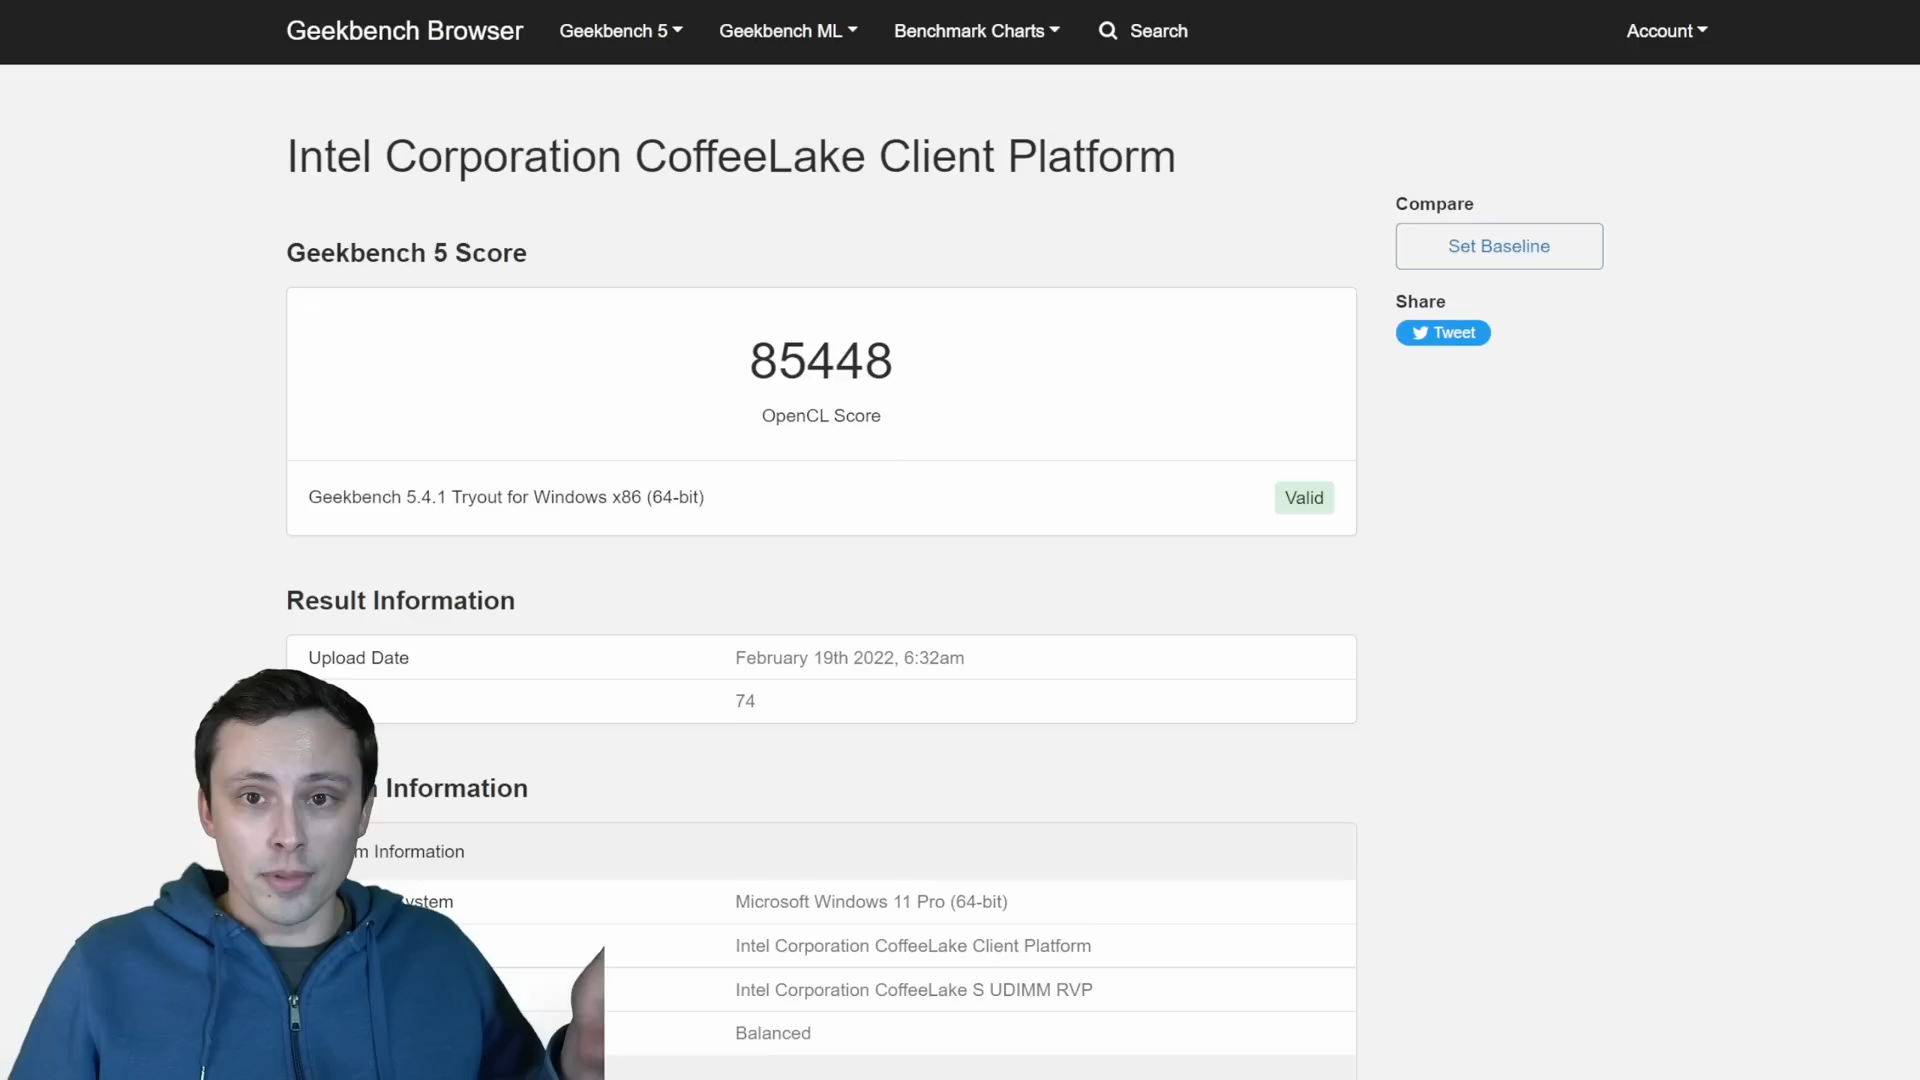 Geekbench Browser Geekbench 5 Geekbench ML Benchmark Charts Search Account
Intel Corporation CoffeeLake Client Platform
Compare
Set Baseline
Share
Tweet
Geekbench 5 Score
85448
OpenCL Score
Geekbench 5.4.1 Tryout for Windows x86 (64-bit) Valid
Result Information
Upload Date February 19th 2022, 6:32am
74
Information
m Information
ystem Microsoft Windows 11 Pro (64-bit)
Intel Corporation CoffeeLake Client Platform
Intel Corporation CoffeeLake S UDIMM RVP
Balanced